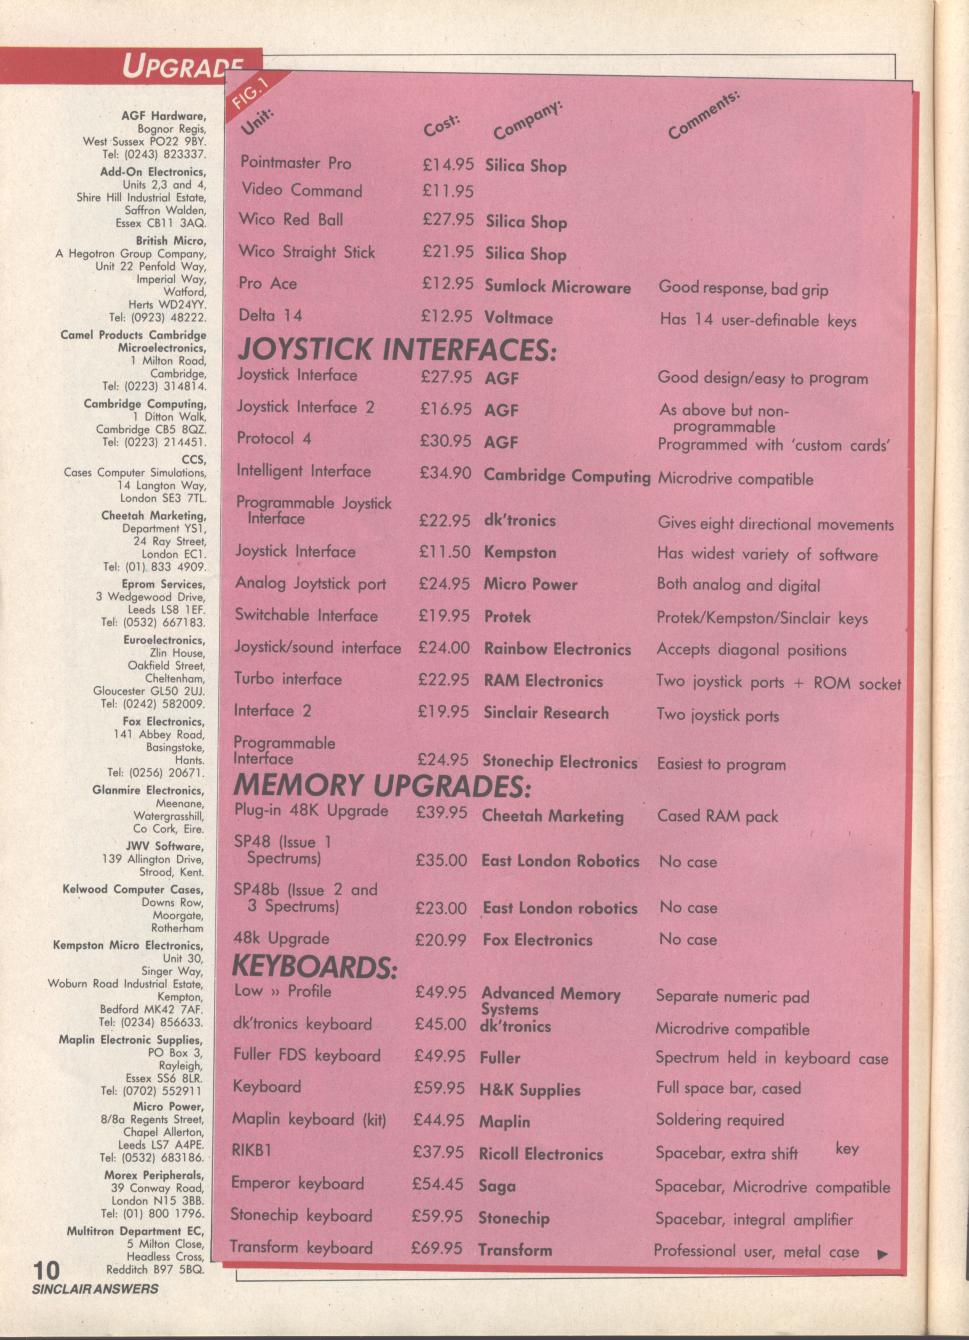 UPGRADE
AGF Hardware,
Bognor Regis,
West Sussex PO22 9BY.
Tel: (0243) 823337.
Add-On Electronics,
Units 2,3 and 4,
Shire Hill Industrial Estate,
Saffron Walden,
Essex CB11 3AQ.
British Micro,
A Hegotron Group Company,
Unit 22 Penfold Way,
Imperial Way,
Watford,
Herts WD24YY.
Tel: (0923) 48222.
Camel Products Cambridge
Microelectronics,
1 Milton Road,
Cambridge,
Tel: (0223) 314814.
Cambridge Computing,
1 Ditton Walk,
Cambridge CB5 8QZ.
Tel: (0223) 214451.
CCS,
Cases Computer Simulations,
14 Langton Way,
London SE3 7TL.
Cheetah Marketing,
Department YS1,
24 Ray Street,
London EC1.
Tel: (01) 833 4909.
Eprom Services,
3 Wedgewood Drive,
Leeds LS8 1EF.
Tel: (0532) 667183.
Euroelectronics,
Zlin House,
Oakfield Street,
Cheltenham,
Gloucester GL50 2UJ.
Tel: (0242) 582009.
Fox Electronics,
141 Abbey Road,
Basingstoke,
Hants.
Tel: (0256) 20671.
Glanmire Electronics,
Meenane,
Watergrasshill,
Co Cork, Eire.
JWV Software,
139 Allington Drive,
Strood, Kent.
Kelwood Computer Cases,
Downs Row,
Moorgate,
Rotherham
Kempston Micro Electronics,
Unit 30,
Singer Way,
Woburn Road Industrial Estate,
Kempton,
Bedford MK42 7AF.
Tel: (0234) 856633.
Maplin Electronic Supplies,
PO Box 3,
Rayleigh,
Essex SS6 8LR.
Tel: (0702) 552911
Micro Power,
8/8a Regents Street,
Chapel Allerton,
Leeds LS7 A4PE.
Tel: (0532) 683186.
Morex Peripherals,
39 Conway Road,
London N15 3BB.
Tel: (01) 800 1796.
Multitron Department EC,
5 Milton Close,
Headless Cross,
Redditch B97 5BQ.
FIG.1
Unit: Cost: Company: Comments:
Pointmaster Pro £14.95 Silica Shop
Video Command £11.95
Wico Red Ball £27.95 Silica Shop
Wico Straight Stick £21.95 Silica Shop
Pro Ace £12.95 Sumlock Microware Good response, bad grip
Delta 14 £12.95 Voltmace Has 14 user-definable keys
JOYSTICK INTERFACES:
Joystick Interface £27.95 AGF Good design/easy to program
Joystick Interface 2 £16.95 AGF As above but non-
programmable
Protocol 4 £30.95 AGF Programmed with 'custom cards'
Intelligent Interface £34.90 Cambridge Computing Microdrive compatible
Programmable Joystick
Interface £22.95 dk'tronics Gives eight directional movements
Joystick Interface £11.50 Kempston Has widest variety of software
Analog Joytstick port £24.95 Micro Power Both analog and digital
Switchable Interface £19.95 Protek Protek/Kempston/Sinclair keys
Joystick/sound interface £24.00 Rainbow Electronics Accepts diagonal positions
Turbo interface £22.95 RAM Electronics Two joystick ports + ROM socket
Interface 2 £19.95 Sinclair Research Two joystick ports
Programmable
Interface £24.95 Stonechip Electronics Easiest to program
MEMORY UPGRADES:
Plug-in 48K Upgrade £39.95 Cheetah Marketing Cased RAM pack
SP48 (Issue 1
Spectrums) £35.00 East London Robotics No case
SP48b (Issue 2 and
3 Spectrums) £23.00 East London robotics No case
48k Upgrade £20.99 Fox Electronics No case
KEYBOARDS:
Low » Profile £49.95 Advanced Memory Separate numeric pad
Systems
dk'tronics keyboard £45.00 dk'tronics Microdrive compatible
Fuller FDS keyboard £49.95 Fuller Spectrum held in keyboard case
Keyboard £59.95 H&K Supplies Full space bar, cased
Maplin keyboard (kit) £44.95 Maplin Soldering required
RIKB1 £37.95 Ricoll Electronics Spacebar, extra shift key
Emperor keyboard £54.45 Saga Spacebar, Microdrive compatible
Stonechip keyboard £59.95 Stonechip Spacebar, integral amplifier
Transform keyboard £69.95 Transform Professional user, metal case ►
10
SINCLAIR ANSWERS